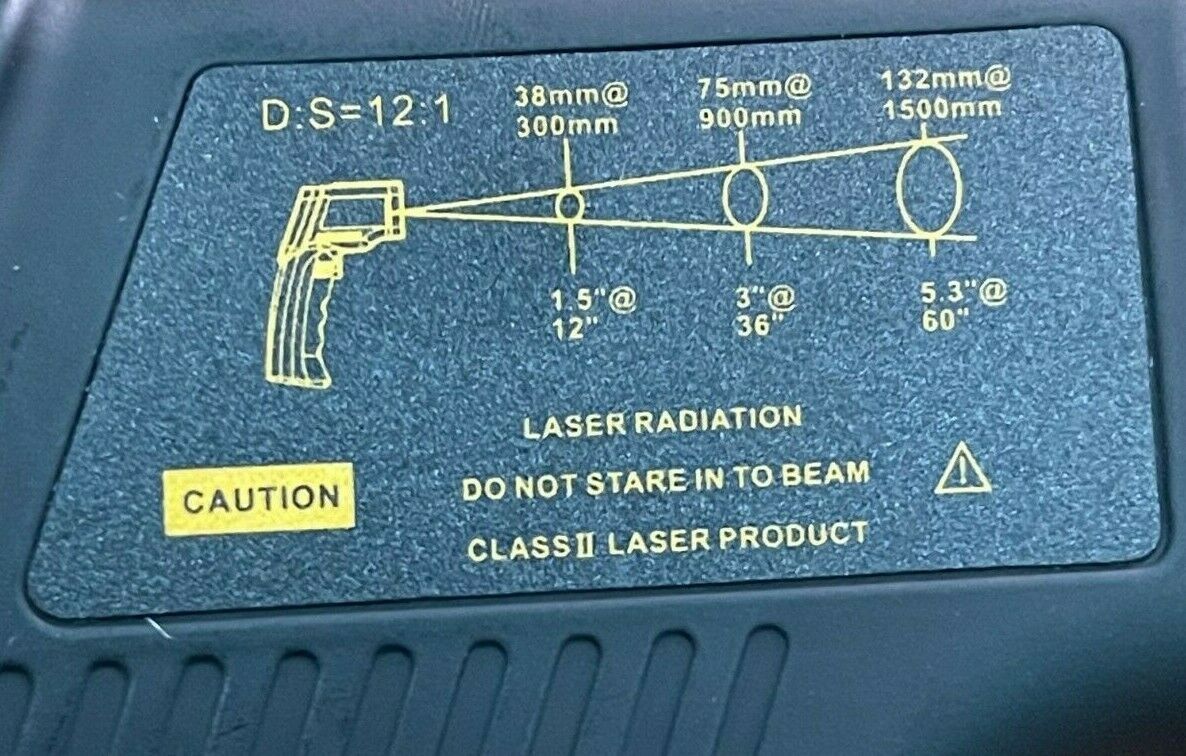 D:S=12:1
38mm@
300mm
75mm@
900mm
132mm@
1500mm
1.5"@
12"
3"@
36"
5.3"@
60"
LASER RADIATION
CAUTION
DO NOT STARE IN TO BEAM
CLASS II LASER PRODUCT